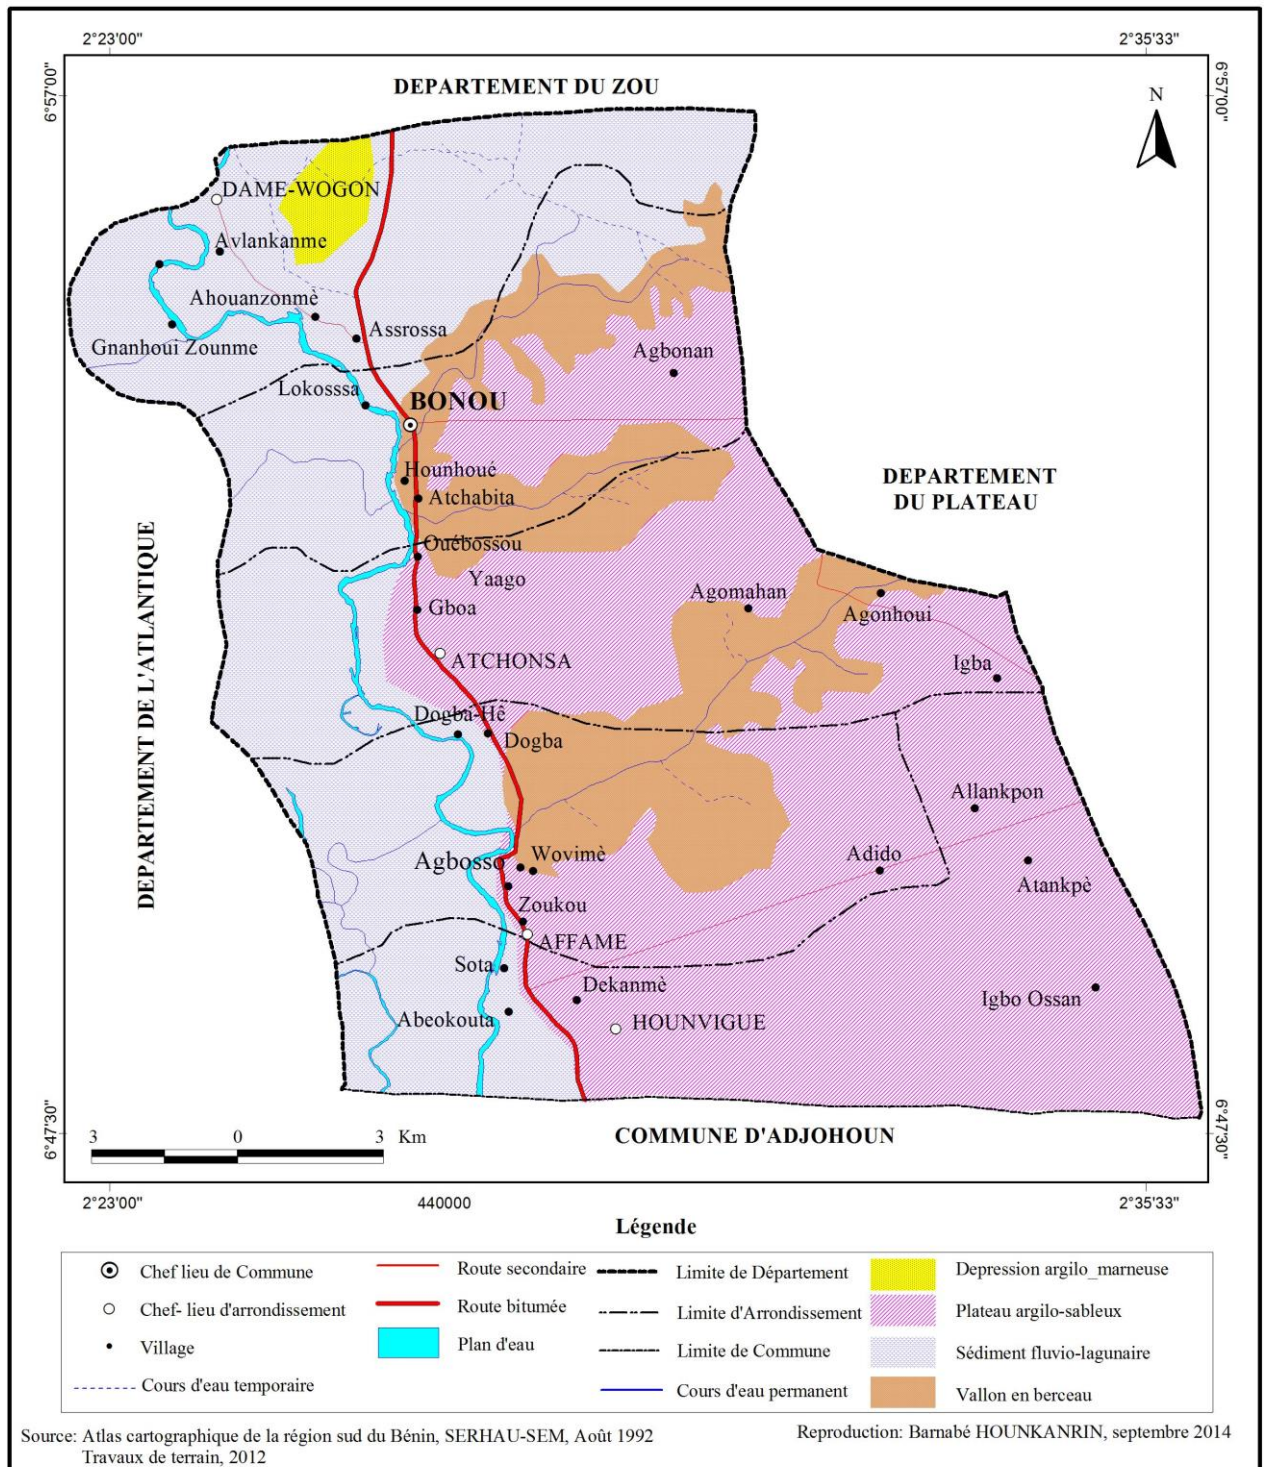 2°23'00"
2°35'33"
6°57'00"
6°57'00"
DEPARTEMENT DU ZOU
N
DAME-WOGON
Avlankanme
Ahouanzonmè
Assrossa
Gnanhoui Zounme
Agbonan
Lokosssa
BONOU
Hounhoué
Atchabita
DEPARTEMENT
DU PLATEAU
DEPARTEMENT DE L'ATLANTIQUE
Ouébossou
Yaago
Gboa
Agomahan
Agonhoui
ATCHONSA
Igba
Dogba-Hê
Dogba
Allankpon
Agbosso
Wovimè
Adido
Atankpè
Zoukou
AFFAME
Sota
Dekanmè
Igbo Ossan
Abeokouta
HOUNVIGUE
6°47'30"
6°47'30"
3 0 3 Km
COMMUNE D'ADJOHOUN
2°23'00"
440000
2°35'33"
Légende
Chef lieu de Commune
Chef- lieu d'arrondissement
Village
Cours d'eau temporaire
Route secondaire
Route bitumée
Plan d'eau
Limite de Département
Limite d'Arrondissement
Limite de Commune
Cours d'eau permanent
Depression argilo_marneuse
Plateau argilo-sableux
Sédiment fluvio-lagunaire
Vallon en berceau
Source: Atlas cartographique de la région sud du Bénin, SERHAU-SEM, Août 1992
Travaux de terrain, 2012
Reproduction: Barnabé HOUNKANRIN, septembre 2014